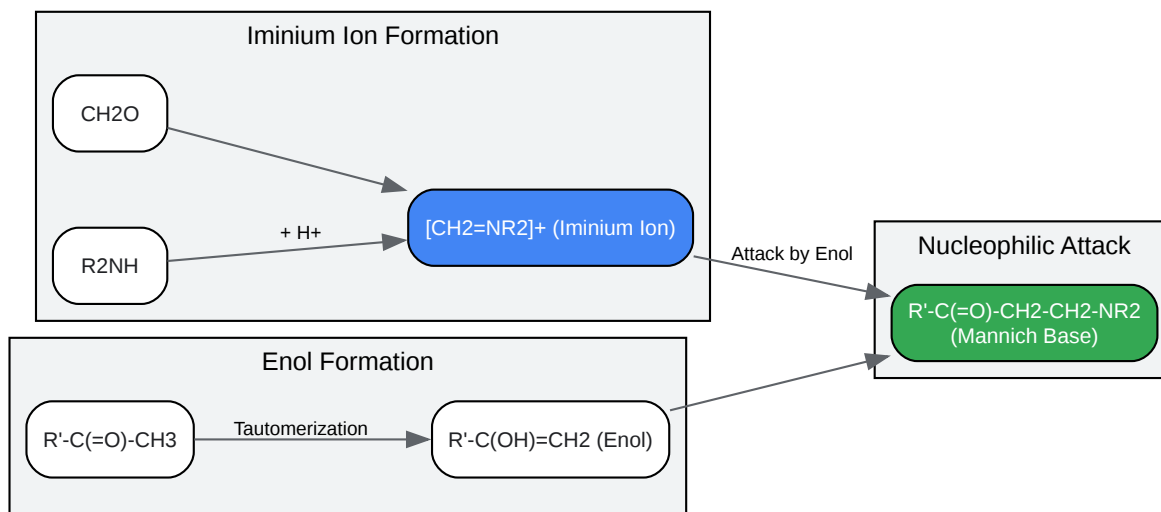 Iminium Ion Formation
CH2O
+ H+
[CH2=NR2]+ (Iminium Ion)
R2NH
Attack by Enol
Nucleophilic Attack
R'-C(=O)-CH2-CH2-NR2
(Mannich Base)
Enol Formation
R'-C(=O)-CH3
Tautomerization
R'-C(OH)=CH2 (Enol)